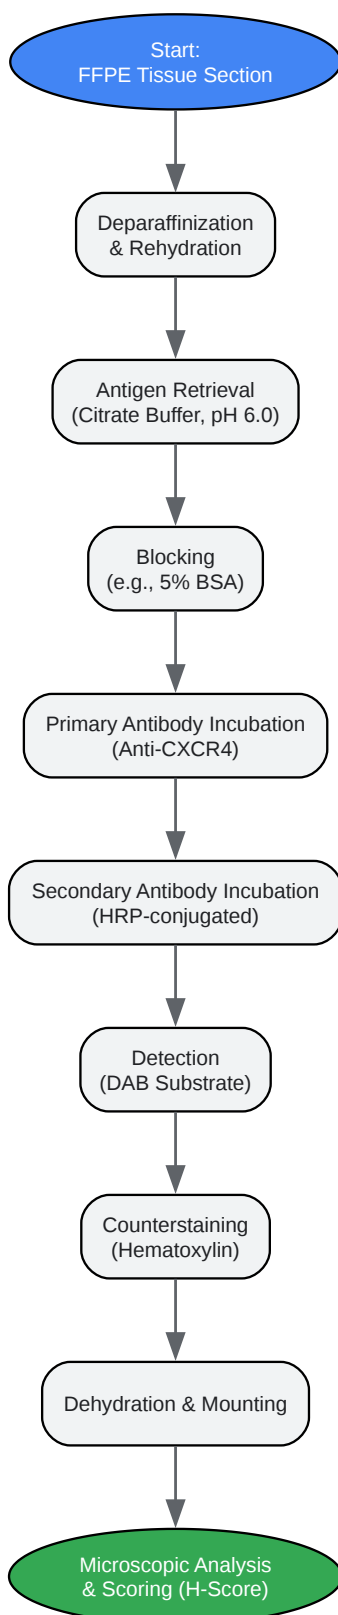 Start:
FFPE Tissue Section
Deparaffinization
& Rehydration
Antigen Retrieval
(Citrate Buffer, pH 6.0)
Blocking
(e.g., 5% BSA)
Primary Antibody Incubation
(Anti-CXCR4)
Secondary Antibody Incubation
(HRP-conjugated)
Detection
(DAB Substrate)
Counterstaining
(Hematoxylin)
Dehydration & Mounting
Microscopic Analysis
& Scoring (H-Score)